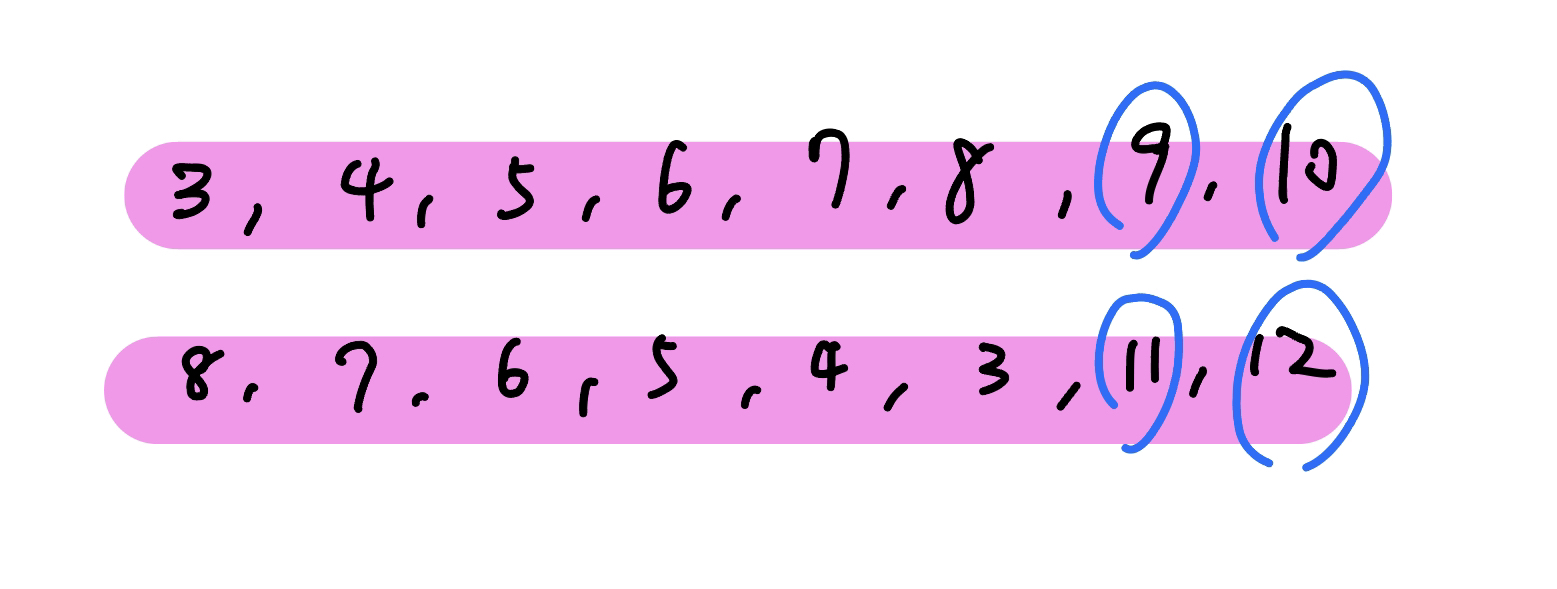 3, 4, 5, 6, 7, 8, 9, 10
8, 7, 6, 5, 4, 3, 11, 12